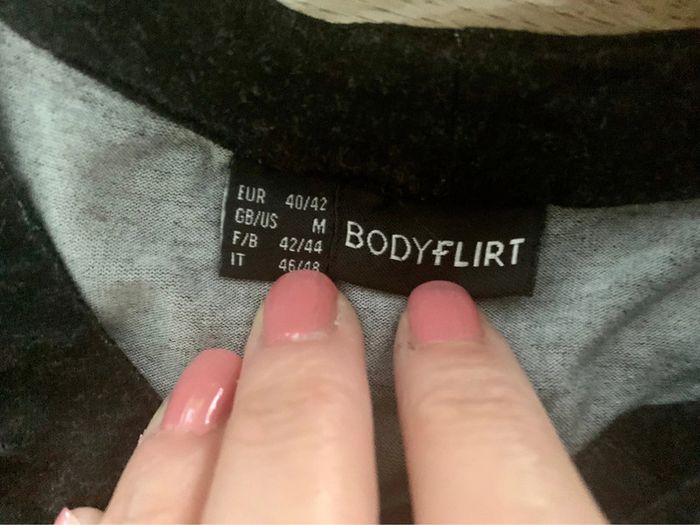 EUR 40/42
GB/US M
F/B 42/44
IT 46/48
BODYFLIRT